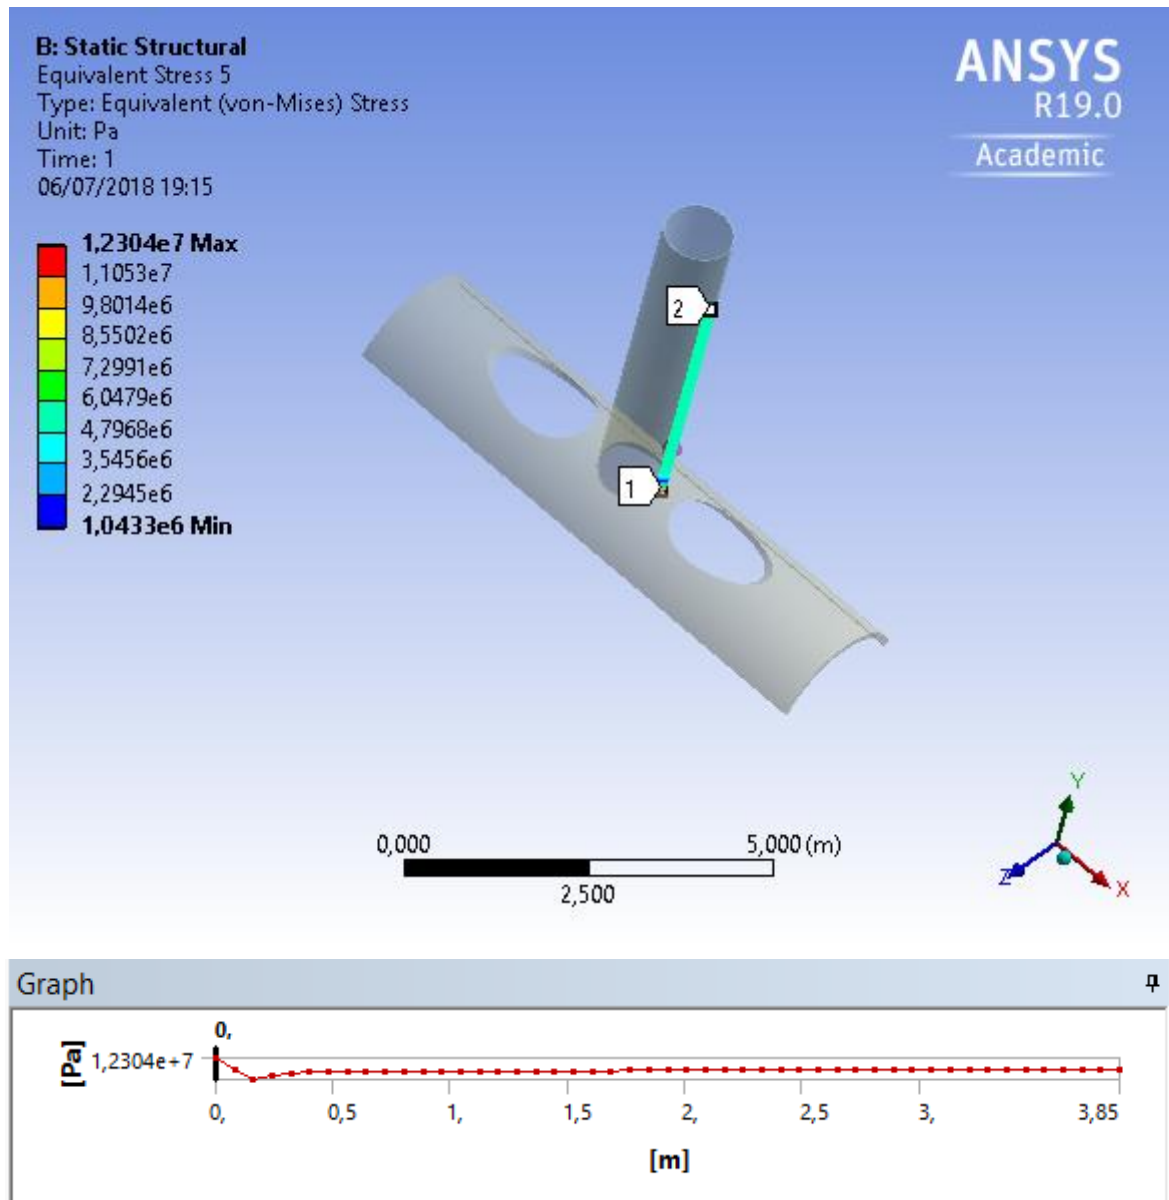 B: Static Structural
Equivalent Stress 5
Type: Equivalent (von-Mises) Stress
Unit: Pa
Time: 1
06/07/2018 19:15
ANSYS
R19.0
Academic
1,2304e7 Max
1,1053e7
9,8014e6
8,5502e6
7,2991e6
6,0479e6
4,7968e6
3,5456e6
2,2945e6
1,0433e6 Min
2
1
0,000 5,000 (m)
2,500
Y
Z X
Graph
0,
[Pa] 1,2304e+7
0, 0,5 1, 1,5 2, 2,5 3, 3,85
[m]